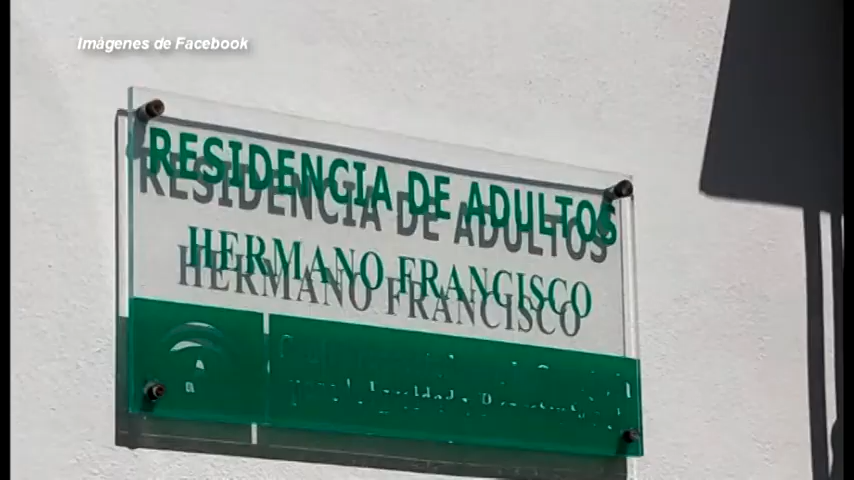 Imágenes de Facebook
RESIDENCIA DE ADULTOS
HERMANO FRANCISCO